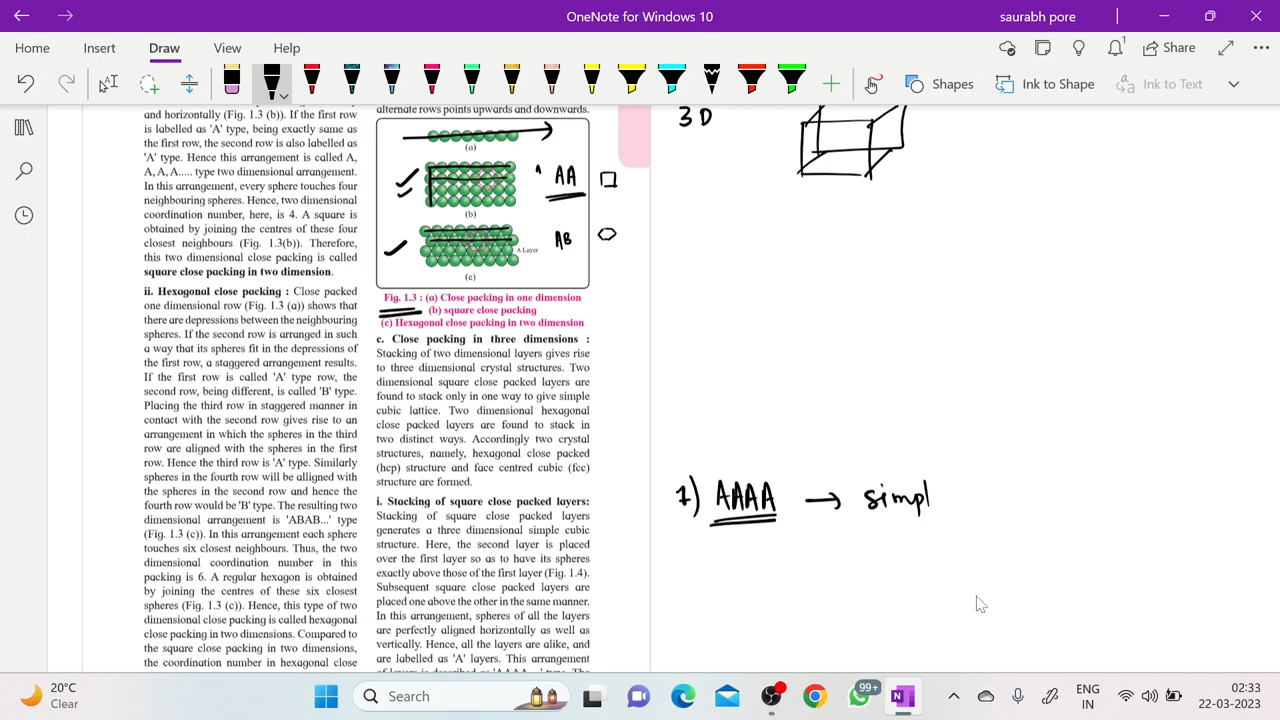 OneNote for Windows 10
saurabh pore
Home Insert Draw View Help
Share
Shapes
Ink to Shape
Ink to Text
and horizontally (Fig. 1.3 (b)). If the first row
is labelled as 'A' type, being exactly same as
the first row, the second row is also labelled as
'A' type. Hence this arrangement is called A,
A, A, A..... type two dimensional arrangement.
In this arrangement, every sphere touches four
neighbouring spheres. Hence, two dimensional
coordination number, here, is 4. A square is
obtained by joining the centres of these four
closest neighbours (Fig. 1.3(b)). Therefore,
this two dimensional close packing is called
square close packing in two dimension.
ii. Hexagonal close packing : Close packed
one dimensional row (Fig. 1.3 (a)) shows that
there are depressions between the neighbouring
spheres. If the second row is arranged in such
a way that its spheres fit in the depressions of
the first row, a staggered arrangement results.
If the first row is called 'A' type row, the
second row, being different, is called 'B' type.
Placing the third row in staggered manner in
contact with the second row gives rise to an
arrangement in which the spheres in the third
row are aligned with the spheres in the first
row. Hence the third row is 'A' type. Similarly
spheres in the fourth row will be alligned with
the spheres in the second row and hence the
fourth row would be 'B' type. The resulting two
dimensional arrangement is 'ABAB...' type
(Fig. 1.3 (c)). In this arrangement each sphere
touches six closest neighbours. Thus, the two
dimensional coordination number in this
packing is 6. A regular hexagon is obtained
by joining the centres of these six closest
spheres (Fig. 1.3 (c)). Hence, this type of two
dimensional close packing is called hexagonal
close packing in two dimensions. Compared to
the square close packing in two dimensions,
the coordination number in hexagonal close
alternate rows points upwards and downwards.
(a)
AA
(b)
AB
A Layer
(c)
Fig. 1.3 : (a) Close packing in one dimension
(b) square close packing
(c) Hexagonal close packing in two dimension
c. Close packing in three dimensions :
Stacking of two dimensional layers gives rise
to three dimensional crystal structures. Two
dimensional square close packed layers are
found to stack only in one way to give simple
cubic lattice. Two dimensional hexagonal
close packed layers are found to stack in
two distinct ways. Accordingly two crystal
structures, namely, hexagonal close packed
(hcp) structure and face centred cubic (fcc)
structure are formed.
i. Stacking of square close packed layers:
Stacking of square close packed layers
generates a three dimensional simple cubic
structure. Here, the second layer is placed
over the first layer so as to have its spheres
exactly above those of the first layer (Fig. 1.4).
Subsequent square close packed layers are
placed one above the other in the same manner.
In this arrangement, spheres of all the layers
are perfectly aligned horizontally as well as
vertically. Hence, all the layers are alike, and
are labelled as 'A' layers. This arrangement
of layers is described as 'AAAA...' type. The
3 D
1) AAAA → simpl
20°C
Clear
Search
99+
ENG
IN
02:33
22-03-2023